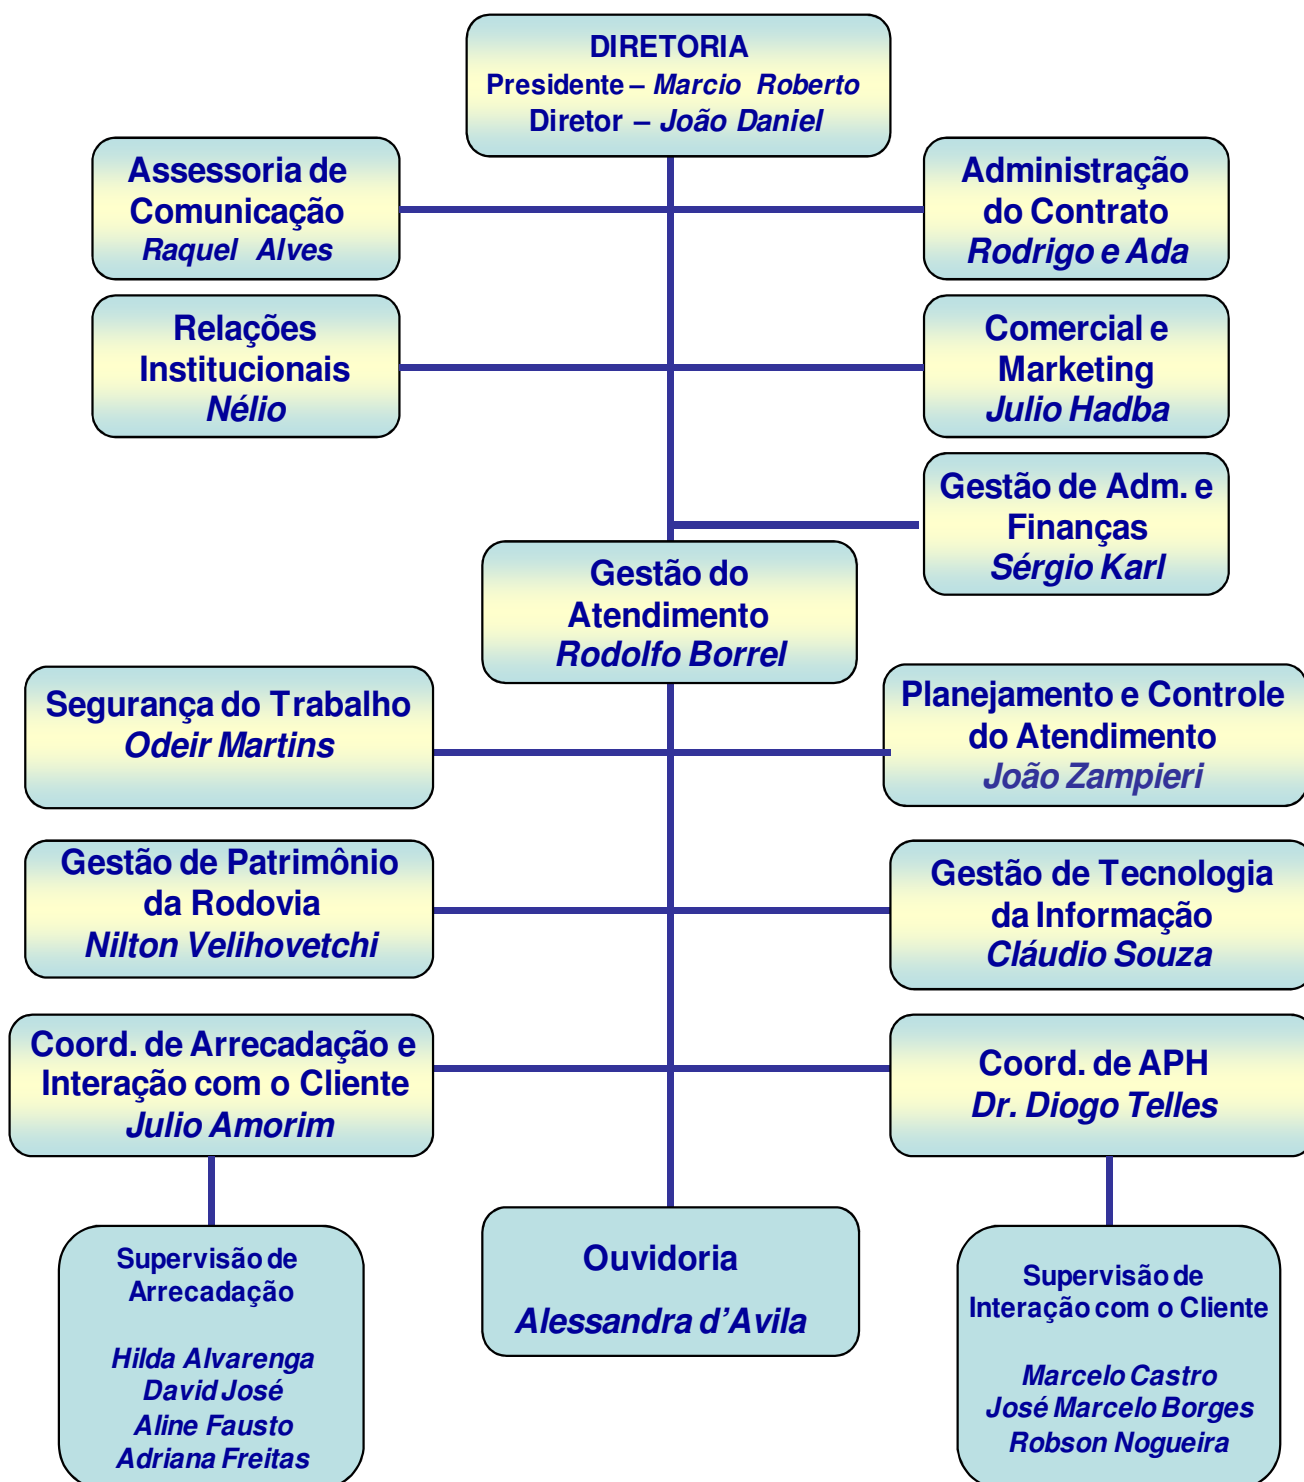 DIRETORIA
Presidente – Marcio Roberto
Diretor – João Daniel
Assessoria de
Comunicação
Raquel Alves
Administração
do Contrato
Rodrigo e Ada
Relações
Institucionais
Nélio
Comercial e
Marketing
Julio Hadba
Gestão de Adm. e
Finanças
Sérgio Karl
Gestão do
Atendimento
Rodolfo Borrel
Segurança do Trabalho
Odeir Martins
Planejamento e Controle
do Atendimento
João Zampieri
Gestão de Patrimônio
da Rodovia
Nilton Velihovetchi
Gestão de Tecnologia
da Informação
Cláudio Souza
Coord. de Arrecadação e
Interação com o Cliente
Julio Amorim
Coord. de APH
Dr. Diogo Telles
Supervisão de
Arrecadação
Hilda Alvarenga
David José
Aline Fausto
Adriana Freitas
Ouvidoria
Alessandra d’Avila
Supervisão de
Interação com o Cliente
Marcelo Castro
José Marcelo Borges
Robson Nogueira